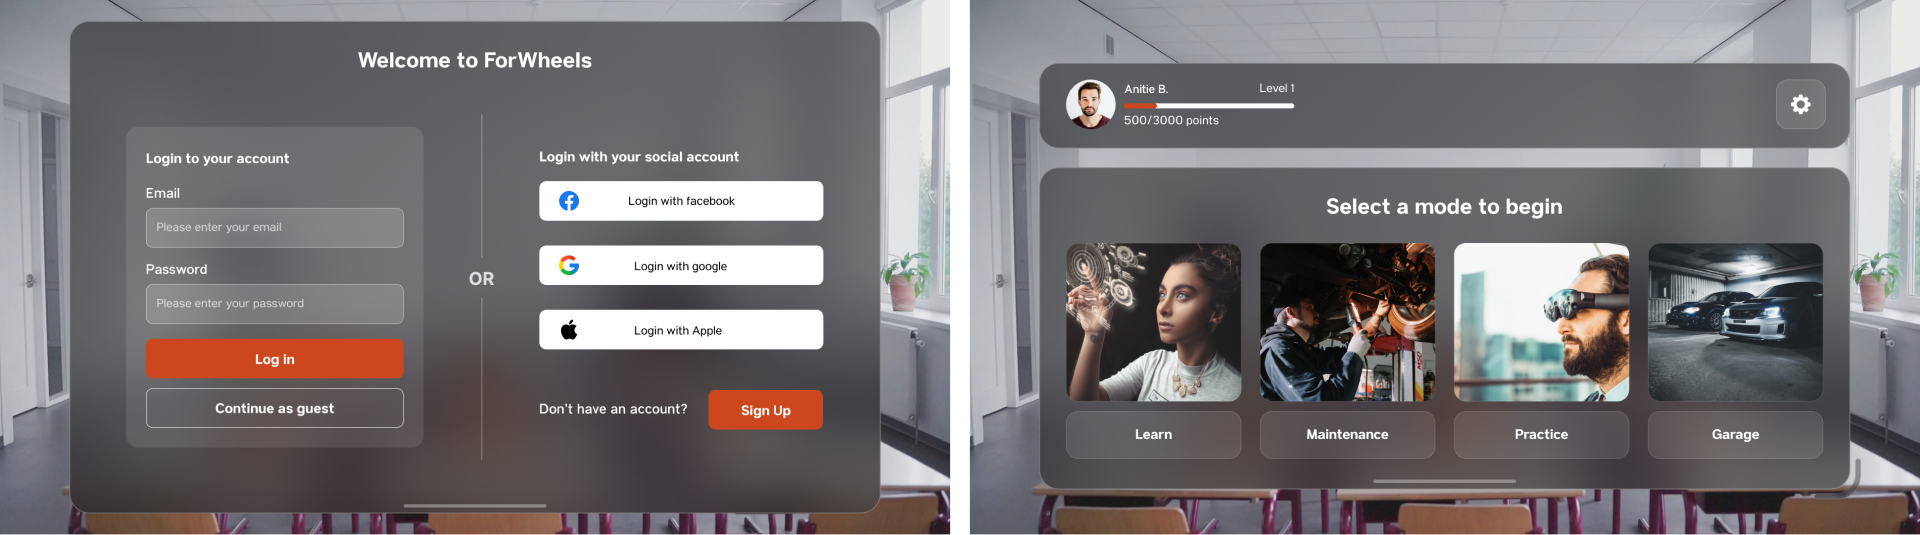 Welcome to ForWheels
Login to your account
Email
Please enter your email
Password
Please enter your password
Log in
Continue as guest
OR
Login with your social account
Login with facebook
Login with google
Login with Apple
Don't have an account?
Sign Up
Anitie B.
Level 1
500/3000 points
Select a mode to begin
Learn
Maintenance
Practice
Garage